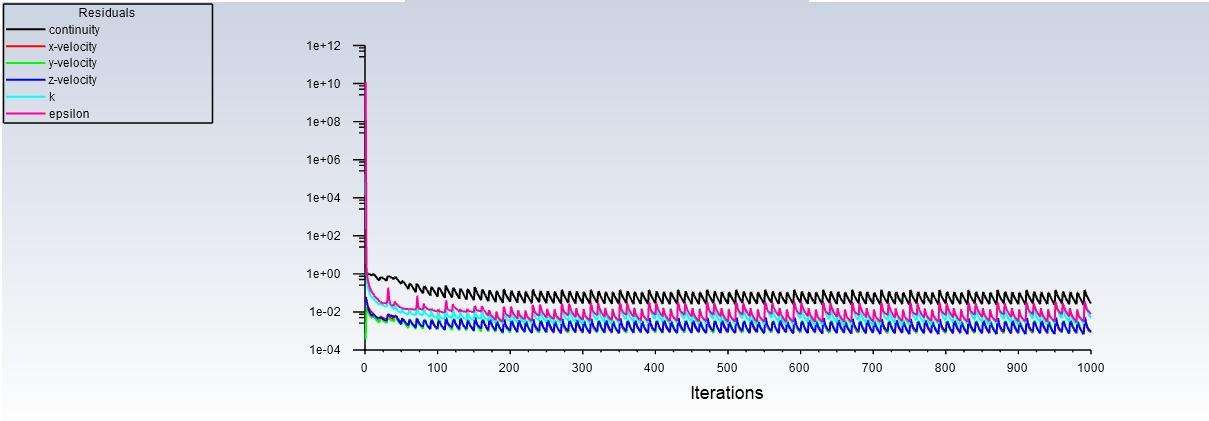 Residuals
continuity
x-velocity
y-velocity
z-velocity
k
epsilon
1e+12
1e+10
1e+08
1e+06
1e+04
1e+02
1e+00
1e-02
1e-04
0 100 200 300 400 500 600 700 800 900 1000
Iterations